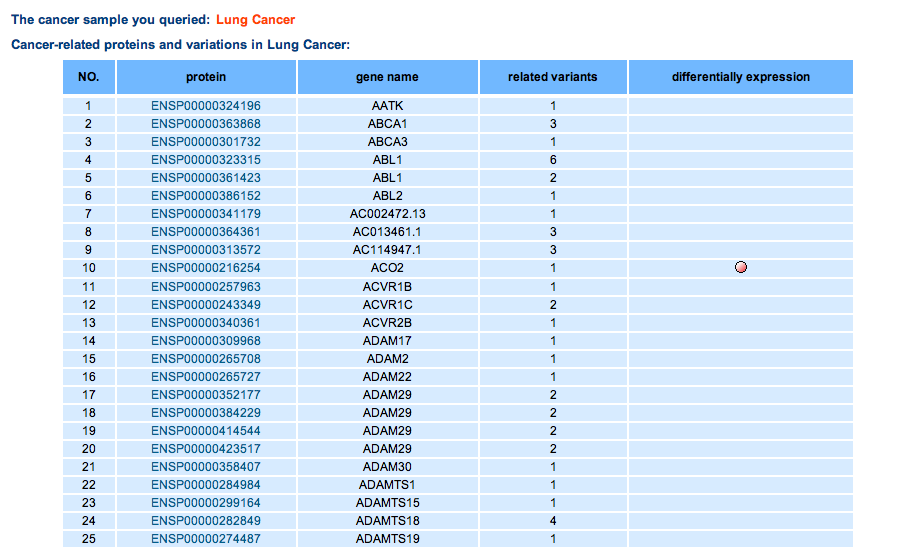 The cancer sample you queried: Lung Cancer
Cancer-related proteins and variations in Lung Cancer:
NO. protein gene name related variants differentially expression
1 ENSP00000324196 AATK 1
2 ENSP00000363868 ABCA1 3
3 ENSP00000301732 ABCA3 1
4 ENSP00000323315 ABL1 6
5 ENSP00000361423 ABL1 2
6 ENSP00000386152 ABL2 1
7 ENSP00000341179 AC002472.13 1
8 ENSP00000364361 AC013461.1 3
9 ENSP00000313572 AC114947.1 3
10 ENSP00000216254 ACO2 1
11 ENSP00000257963 ACVR1B 1
12 ENSP00000243349 ACVR1C 2
13 ENSP00000340361 ACVR2B 1
14 ENSP00000309968 ADAM17 1
15 ENSP00000265708 ADAM2 1
16 ENSP00000265727 ADAM22 1
17 ENSP00000352177 ADAM29 2
18 ENSP00000384229 ADAM29 2
19 ENSP00000414544 ADAM29 2
20 ENSP00000423517 ADAM29 2
21 ENSP00000358407 ADAM30 1
22 ENSP00000284984 ADAMTS1 1
23 ENSP00000299164 ADAMTS15 1
24 ENSP00000282849 ADAMTS18 4
25 ENSP00000274487 ADAMTS19 1